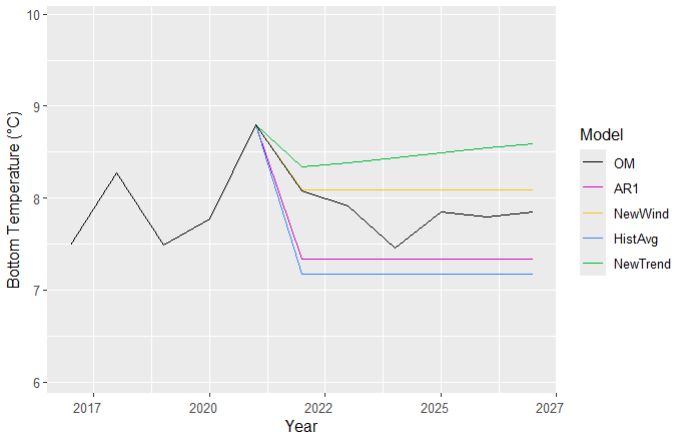 Bottom Temperature (°C)
10
9
8
7
6
2017 2020 2022 2025 2027
Year
Model
OM
AR1
NewWind
HistAvg
NewTrend